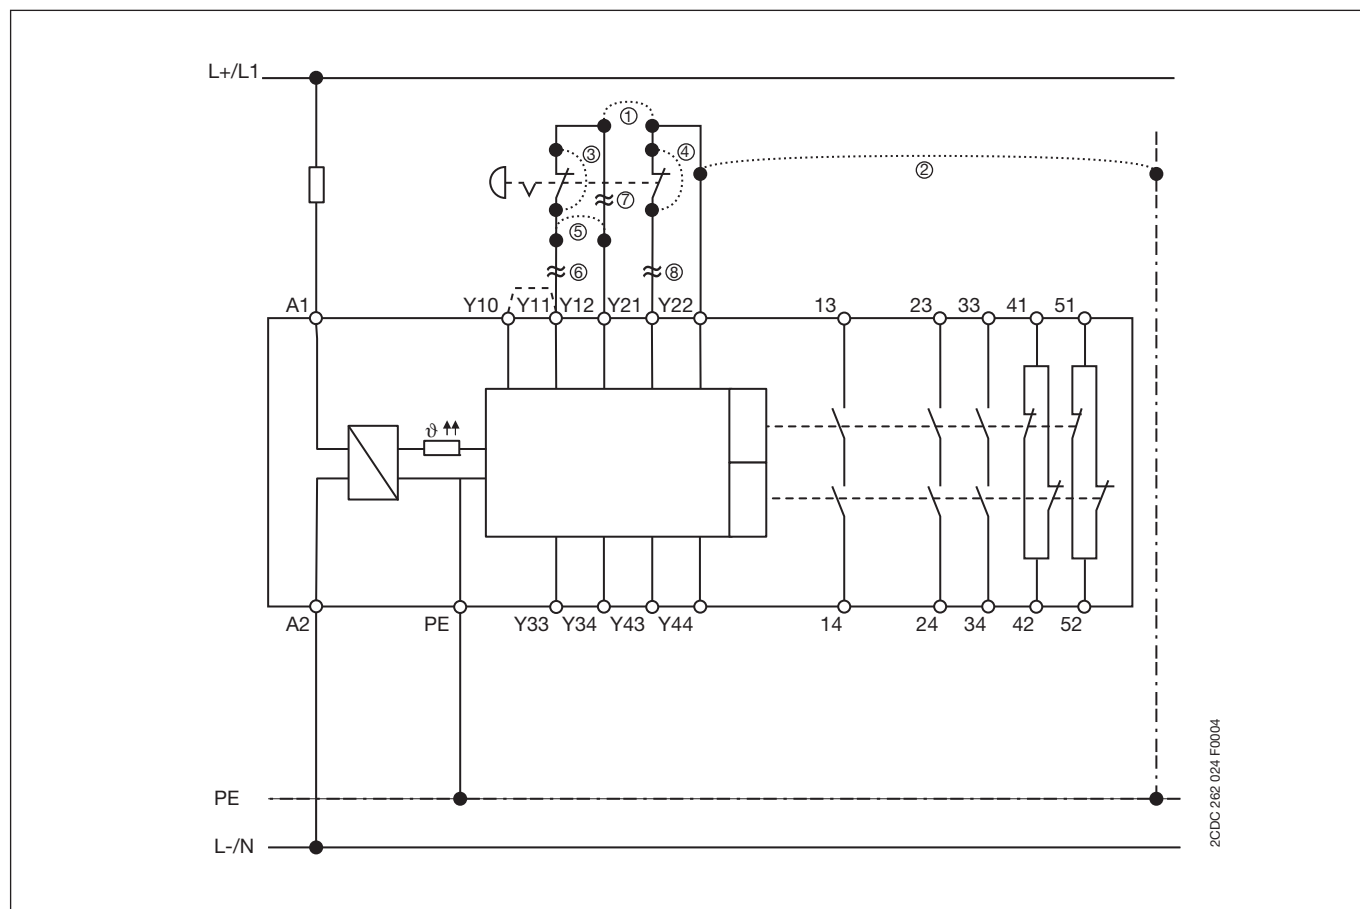 L+/L1
①
③
④
②
⑦
⑤
⑥
⑧
A1
Y10
Y11
Y12
Y21
Y22
13
23
33
41
51
ϑ
A2
PE
Y33
Y34
Y43
Y44
14
24
34
42
52
PE
L-/N
2CDC 262 024 F0004